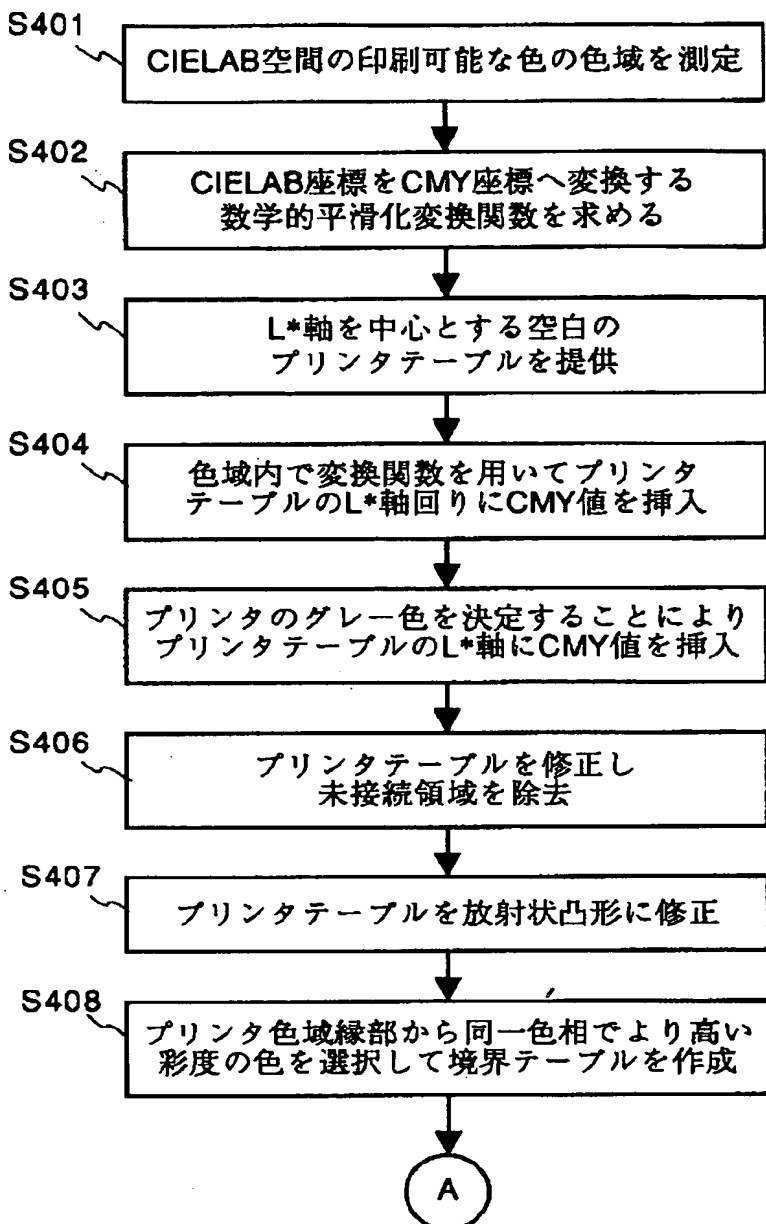 S401
CIELAB空間の印刷可能な色の色域を測定
S402
CIELAB座標をCMY座標へ変換する
数学的平滑化変換関数を求める
S403
L*軸を中心とする空白の
プリンタテーブルを提供
S404
色域内で変換関数を用いてプリンタ
テーブルのL*軸回りにCMY値を挿入
S405
プリンタのグレー色を決定することにより
プリンタテーブルのL*軸にCMY値を挿入
S406
プリンタテーブルを修正し
未接続領域を除去
S407
プリンタテーブルを放射状凸形に修正
S408
プリンタ色域縁部から同一色相でより高い
彩度の色を選択して境界テーブルを作成
A